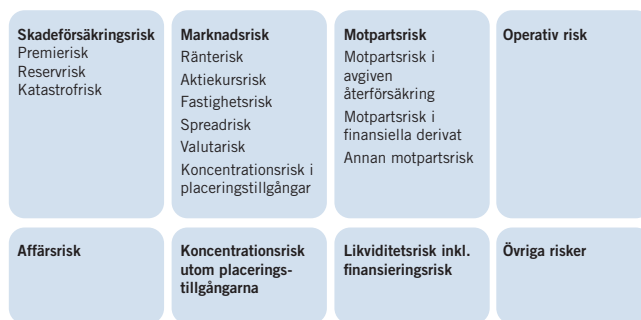 Skadeförsäkringsrisk
Premierisk
Reservrisk
Katastrofrisk
Marknadsrisk
Ränterisk
Aktiekursrisk
Fastighetsrisk
Spreadrisk
Valutarisk
Koncentrationsrisk i
placeringstillgångar
Motpartsrisk
Motpartsrisk i
avgiven
återförsäkring
Motpartsrisk i
finansiella derivat
Annan motpartsrisk
Operativ risk
Affärsrisk
Koncentrationsrisk
utom placerings-
tillgångarna
Likviditetsrisk inkl.
finansieringsrisk
Övriga risker